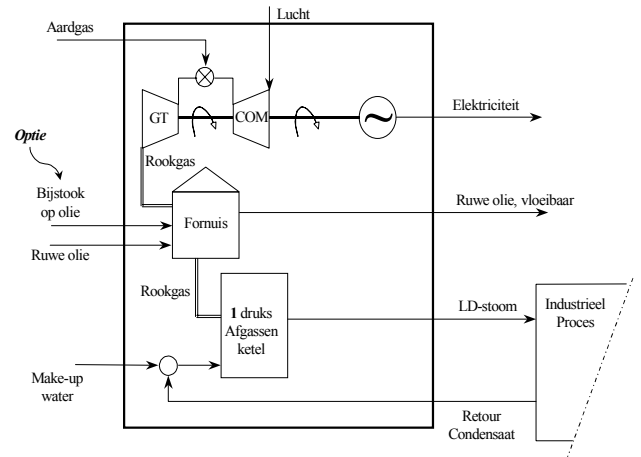 Lucht
Aardgas
GT
COM
Elektriciteit
Optie
Rookgas
Bijstook
op olie
Fornuis
Ruwe olie, vloeibaar
Ruwe olie
Rookgas
1 druks
Afgassen
ketel
LD-stoom
Industrieel
Proces
Make-up
water
Retour
Condensaat